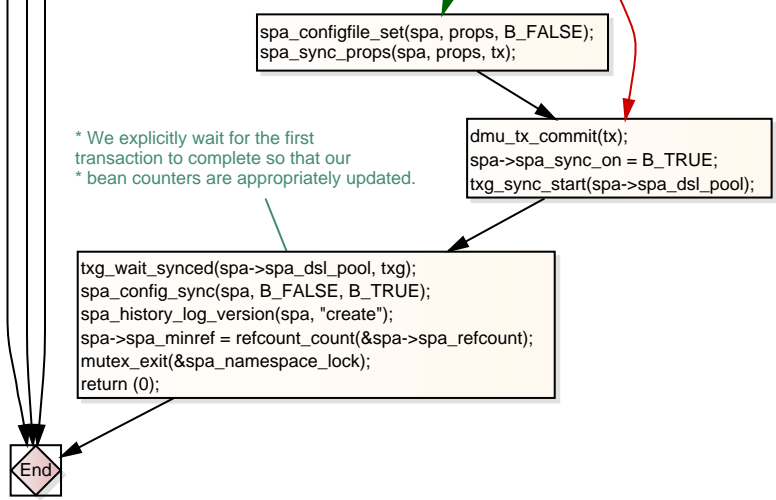 spa_configfile_set(spa, props, B_FALSE);
spa_sync_props(spa, props, tx);
* We explicitly wait for the first
transaction to complete so that our
* bean counters are appropriately updated.
dmu_tx_commit(tx);
spa->spa_sync_on = B_TRUE;
txg_sync_start(spa->spa_dsl_pool);
txg_wait_synced(spa->spa_dsl_pool, txg);
spa_config_sync(spa, B_FALSE, B_TRUE);
spa_history_log_version(spa, "create");
spa->spa_minref = refcount_count(&spa->spa_refcount);
mutex_exit(&spa_namespace_lock);
return (0);
End